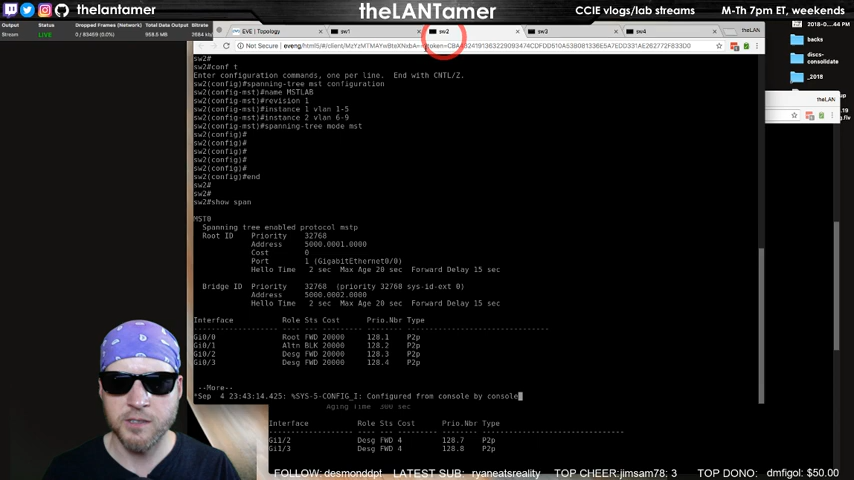 Output Status Dropped Frames (Network) Total Data Output Bitrate
Stream LIVE 0 / 83469 (0.0%) 958.5 MB 2684 kb/s
thelantamer
theLANTamer
CCIE vlogs/lab streams M-Th 7pm ET, weekends
EVE | Topology
sw1
sw2
sw3
sw4
theLAN
Not Secure
sw2#
sw2#conf t
Enter configuration commands, one per line. End with CNTL/Z.
sw2(config)#spanning-tree mst configuration
sw2(config-mst)#name MSTLAB
sw2(config-mst)#revision 1
sw2(config-mst)#instance 1 vlan 1-5
sw2(config-mst)#instance 2 vlan 6-9
sw2(config-mst)#spanning-tree mode mst
sw2(config)#
sw2(config)#
sw2(config)#
sw2(config)#
sw2(config)#
sw2(config)#end
sw2#
sw2#
sw2#show span
MST0
Spanning tree enabled protocol mstp
Root ID Priority 32768
Address 5000.0001.0000
Cost 0
Port 1 (GigabitEthernet0/0)
Hello Time 2 sec Max Age 20 sec Forward Delay 15 sec
Bridge ID Priority 32768 (priority 32768 sys-id-ext 0)
Address 5000.0002.0000
Hello Time 2 sec Max Age 20 sec Forward Delay 15 sec
Interface Role Sts Cost Prio.Nbr Type
Gi0/0 Root FWD 20000 128.1 P2p
Gi0/1 Altn BLK 20000 128.2 P2p
Gi0/2 Desg FWD 20000 128.3 P2p
Gi0/3 Desg FWD 20000 128.4 P2p
--More--
*Sep 4 23:43:14.425: %SYS-5-CONFIG_I: Configured from console by console
Aging Time 300 sec
Interface Role Sts Cost Prio.Nbr Type
Gi1/2 Desg FWD 4 128.7 P2p
Gi1/3 Desg FWD 4 128.8 P2p
2018-0...44 PM
backs
discs-consolidate
_2018
theLAN
FOLLOW: desmonddpt LATEST SUB: ryaneatsreality TOP CHEER:jimsam78: 3 TOP DONO: dmfigol: $50.00